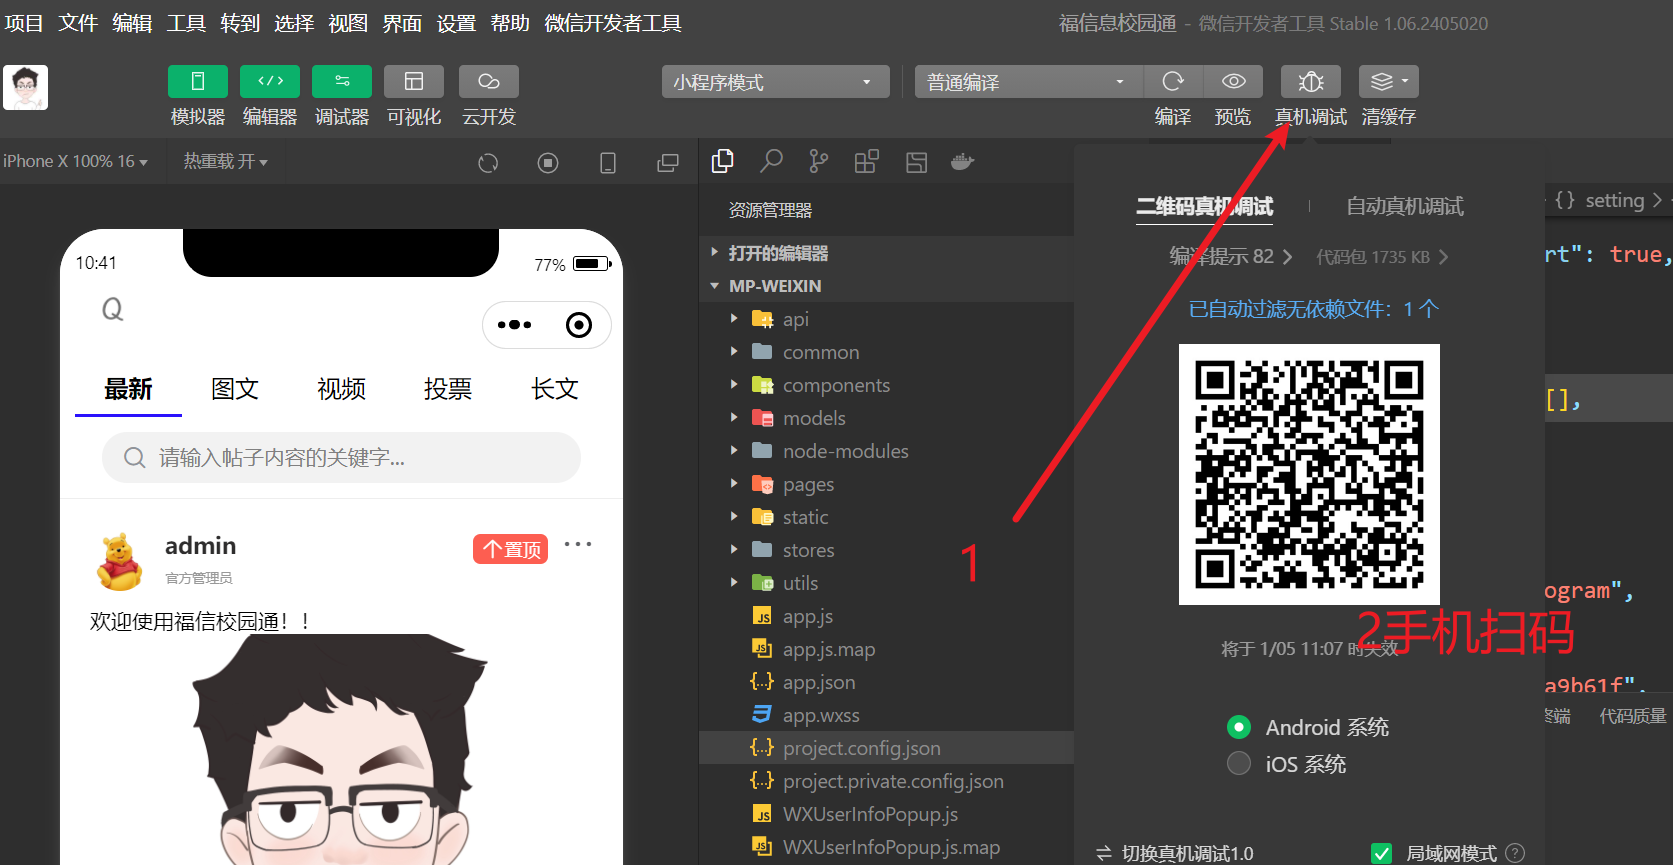 项目 文件 编辑 工具 转到 选择 视图 界面 设置 帮助 微信开发者工具
福信息校园通 - 微信开发者工具 Stable 1.06.2405020
小程序模式
普通编译
模拟器 编辑器 调试器 可视化 云开发
编译 预览 真机调试 清缓存
iPhone X 100% 16
热重载 开
资源管理器
打开的编辑器
MP-WEIXIN
api
common
components
models
node-modules
pages
static
stores
utils
app.js
app.js.map
app.json
app.wxss
project.config.json
project.private.config.json
WXUserInfoPopup.js
WXUserInfoPopup.js.map
10:41
77%
Q
最新 图文 视频 投票 长文
请输入帖子内容的关键字...
admin
官方管理员
个置顶
欢迎使用福信校园通！！
二维码真机调试
自动真机调试
编译提示 82
代码包 1735 KB
已自动过滤无依赖文件：1 个
1
2手机扫码
将于 1/05 11:07 时失效
Android 系统
iOS 系统
切换真机调试1.0
局域网模式
{} setting
rt": true,
[],
ogram",
a9b61f",
终端 代码质量